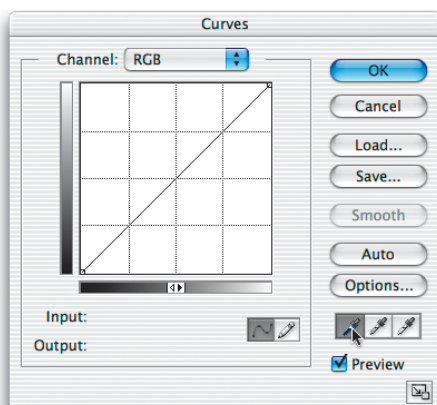 Curves
Channel: RGB
OK
Cancel
Load...
Save...
Smooth
Auto
Options...
Input:
Output:
Preview